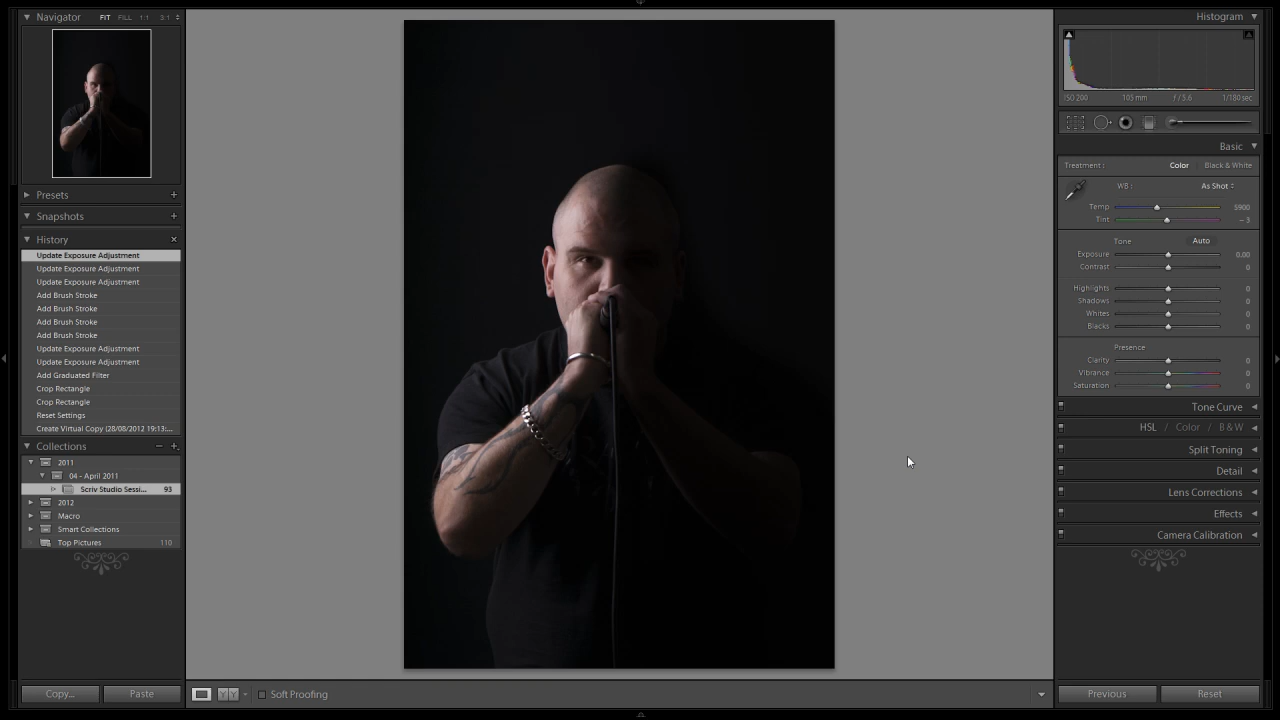 Navigator FIT FILL 1:1 3:1
Presets
Snapshots
History
Update Exposure Adjustment
Update Exposure Adjustment
Update Exposure Adjustment
Add Brush Stroke
Add Brush Stroke
Add Brush Stroke
Add Brush Stroke
Update Exposure Adjustment
Update Exposure Adjustment
Add Graduated Filter
Crop Rectangle
Crop Rectangle
Reset Settings
Create Virtual Copy (28/08/2012 19:13:...
Collections
2011
04 - April 2011
Scriv Studio Sessi... 93
2012
Macro
Smart Collections
Top Pictures 110
Copy... Paste
Soft Proofing
Histogram
ISO 200 105 mm ƒ / 5.6 1/180 sec
Basic
Treatment : Color Black & White
WB : As Shot
Temp 5900
Tint – 3
Tone Auto
Exposure 0.00
Contrast 0
Highlights 0
Shadows 0
Whites 0
Blacks 0
Presence
Clarity 0
Vibrance 0
Saturation 0
Tone Curve
HSL / Color / B & W
Split Toning
Detail
Lens Corrections
Effects
Camera Calibration
Previous Reset